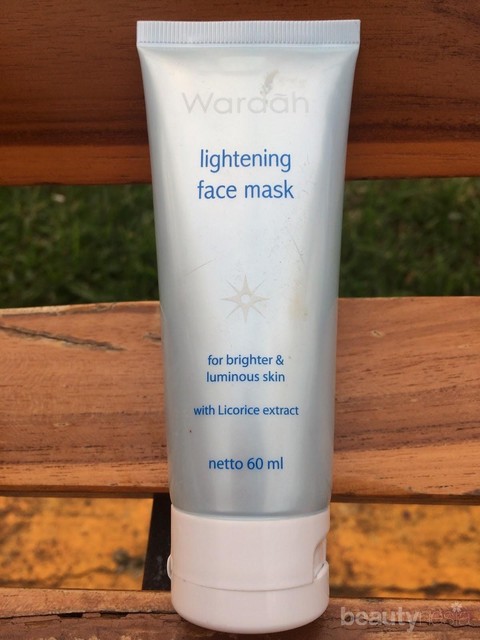 Wardah
lightening
face mask
for brighter &
luminous skin
with Licorice extract
netto 60 ml
beauty